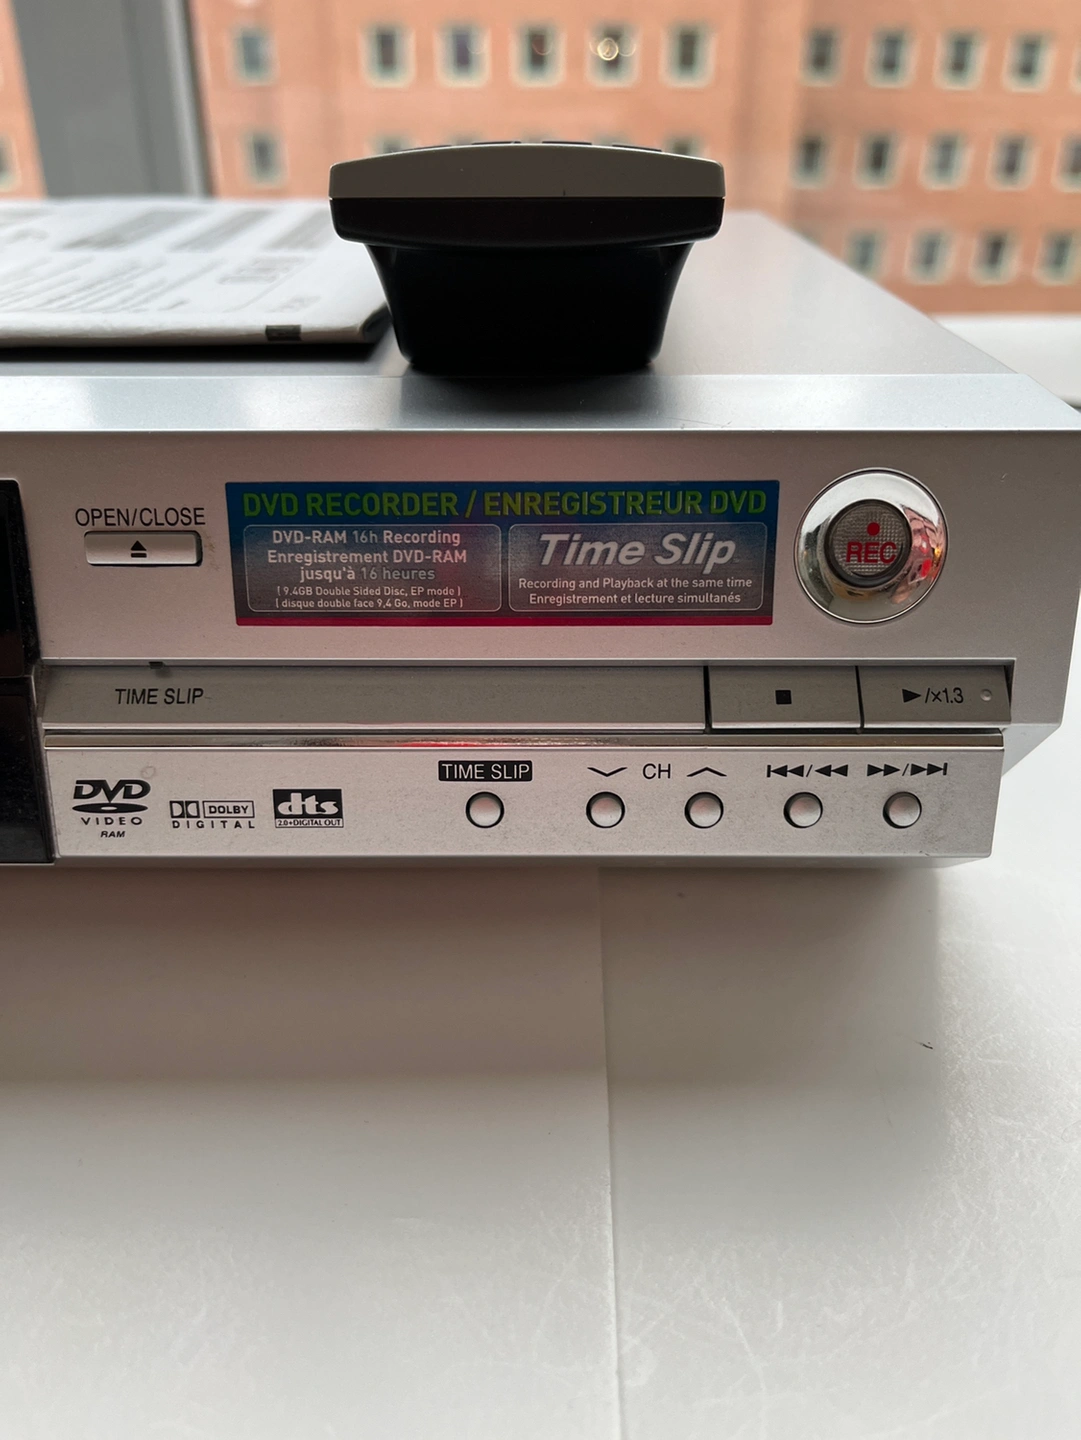 OPEN/CLOSE
DVD RECORDER / ENREGISTREUR DVD
DVD-RAM 16h Recording
Enregistrement DVD-RAM
jusqu'à 16 heures
( 9.4GB Double Sided Disc, EP mode )
( disque double face 9,4 Go, mode EP )
Time Slip
Recording and Playback at the same time
Enregistrement et lecture simultanés
REC
TIME SLIP
/x1.3
DVD
VIDEO
RAM
DOLBY
DIGITAL
dts
2.0+DIGITAL OUT
TIME SLIP
CH